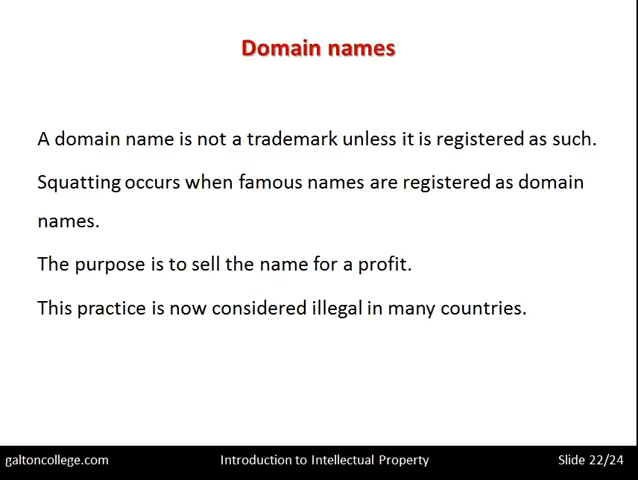 Domain names
A domain name is not a trademark unless it is registered as such.
Squatting occurs when famous names are registered as domain
names.
The purpose is to sell the name for a profit.
This practice is now considered illegal in many countries.
galtoncollege.com
Introduction to Intellectual Property
Slide 22/24